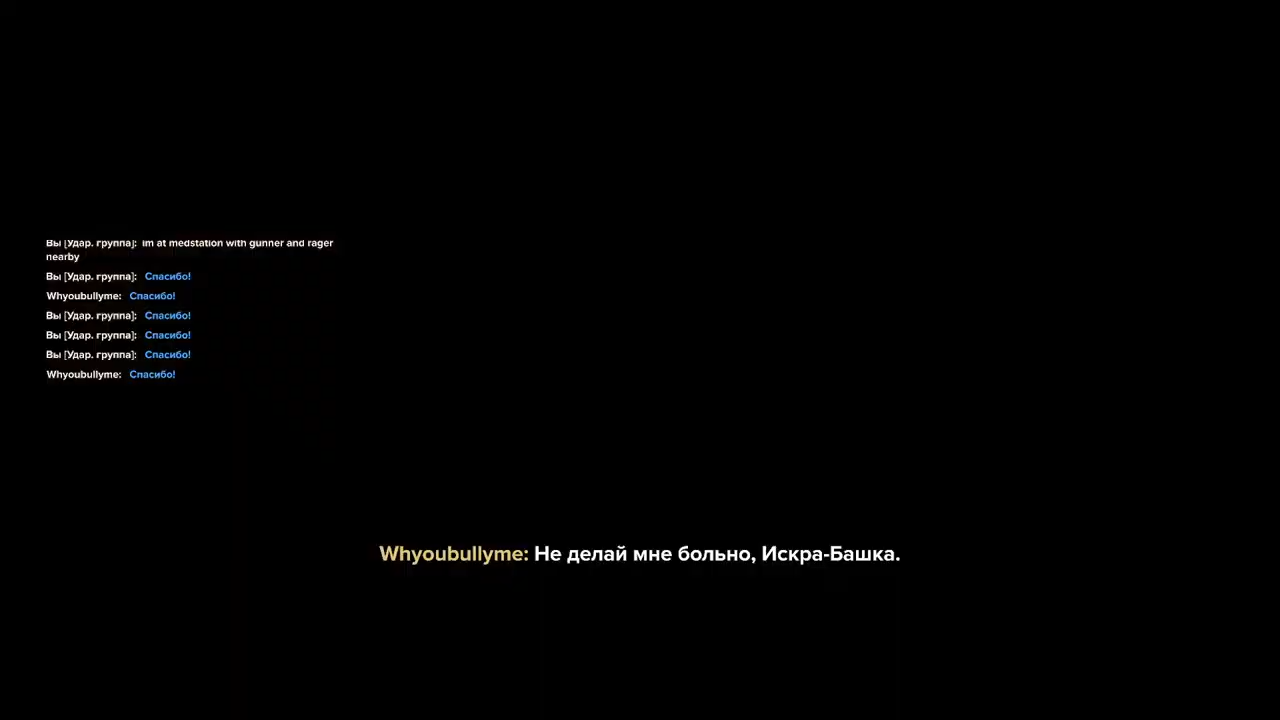 Вы [Удар. группа]: im at medstation with gunner and rager
nearby
Вы [Удар. группа]: Спасибо!
Whyoubullyme: Спасибо!
Вы [Удар. группа]: Спасибо!
Вы [Удар. группа]: Спасибо!
Вы [Удар. группа]: Спасибо!
Whyoubullyme: Спасибо!
Whyoubullyme: Не делай мне больно, Искра-Башка.